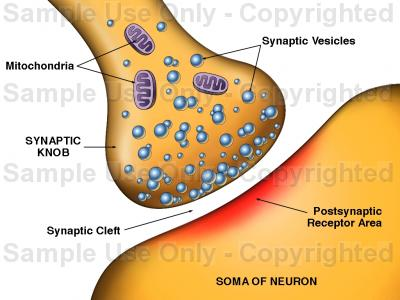 Sample Use Only - Copyrighted
Synaptic Vesicles
Mitochondria
Sample Use Only - Copyrighted
SYNAPTIC
KNOB
Sample Use Only - Copyrighted
Postsynaptic
Receptor Area
Synaptic Cleft
Sample Use Only - Copyrighted
SOMA OF NEURON